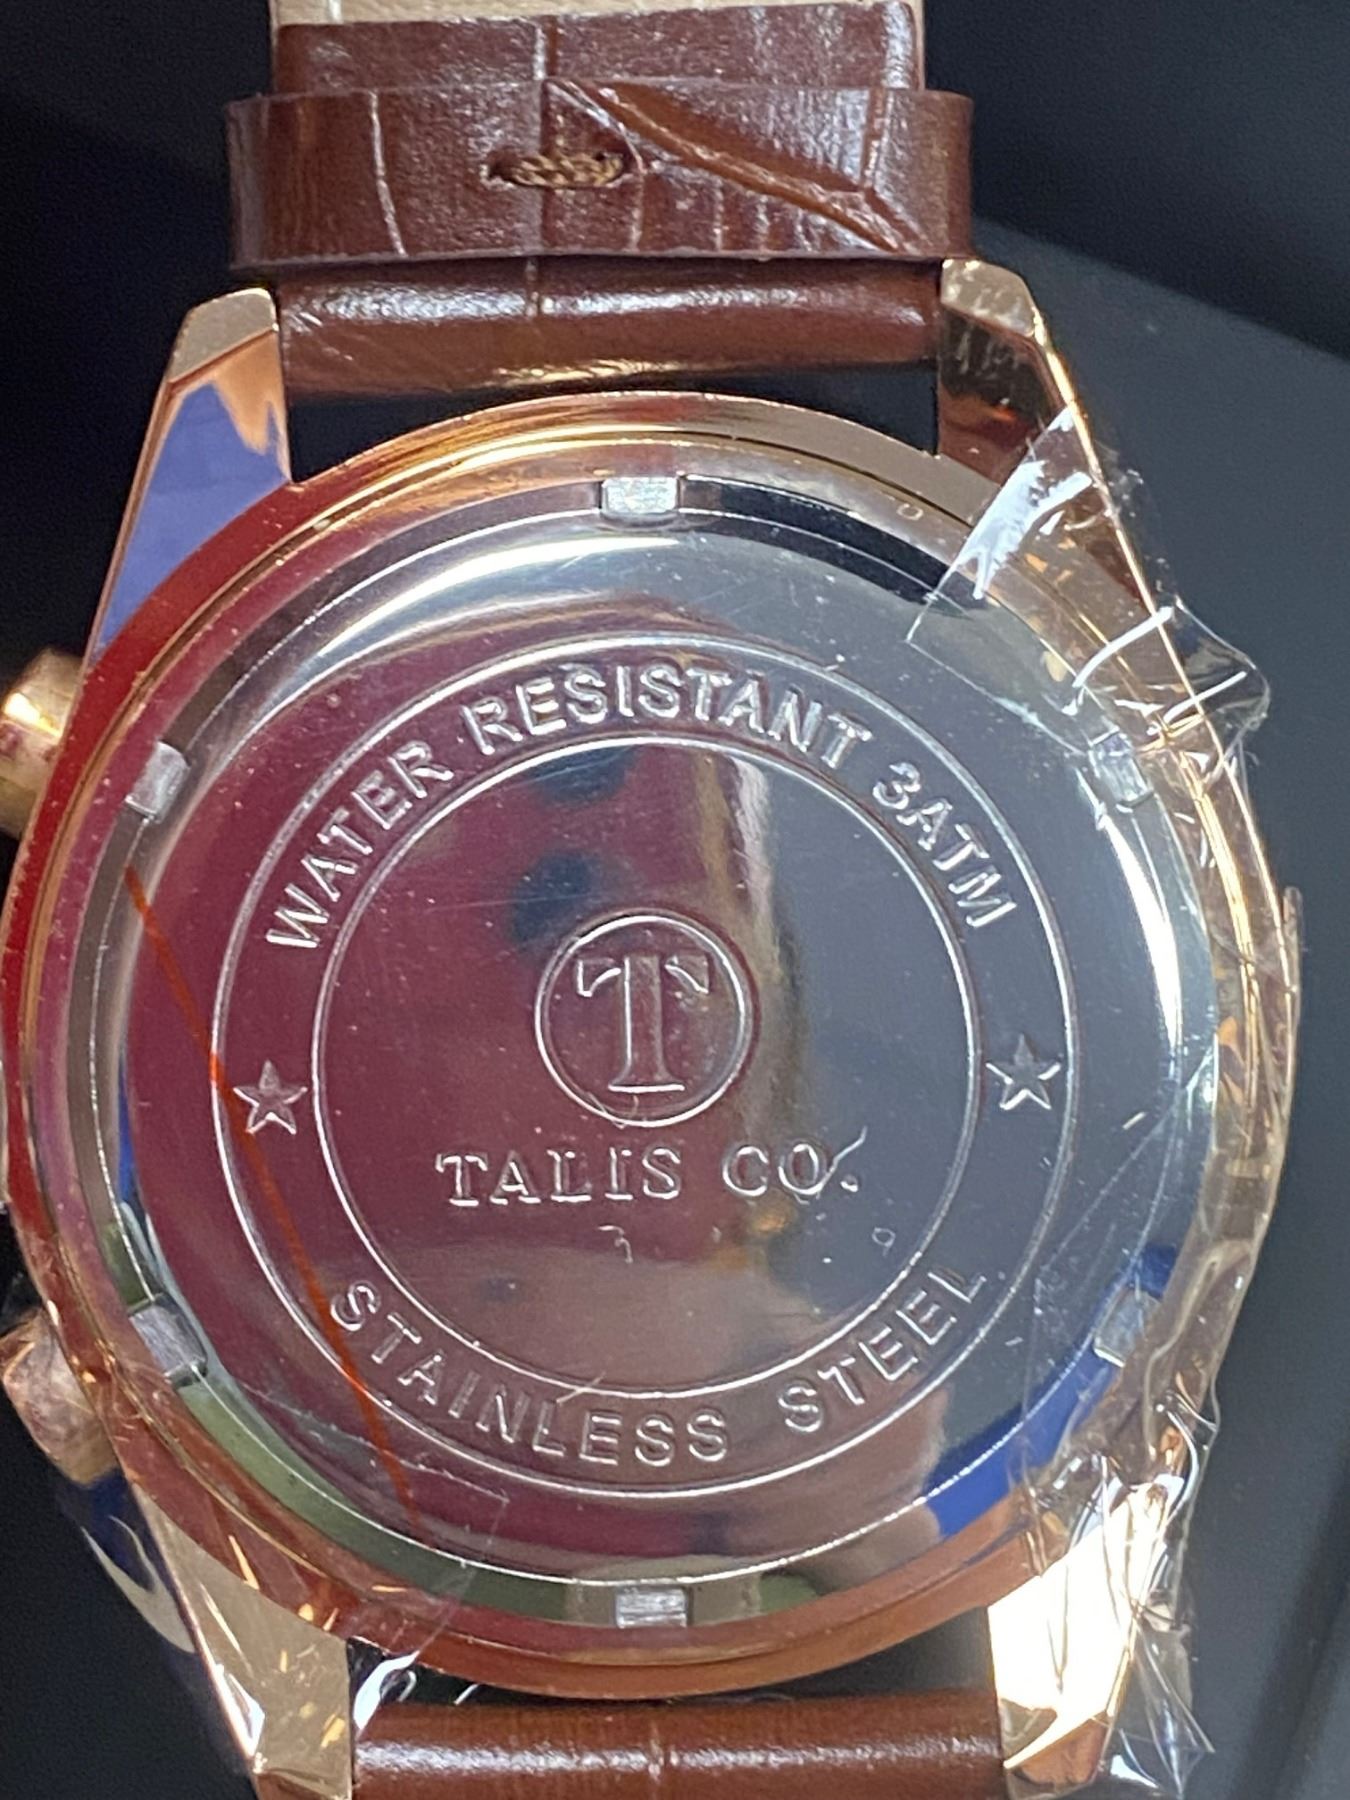 WATER RESISTANT 3ATM
T
TALIS CO.
STAINLESS STEEL